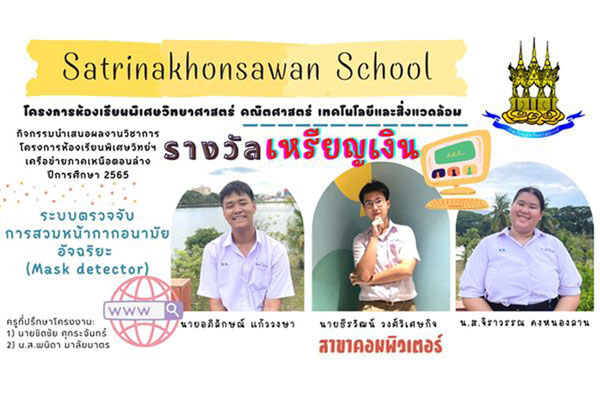 Satrinakhonsawan School
โครงการห้องเรียนพิเศษวิทยาศาสตร์ คณิตศาสตร์ เทคโนโลยีและสิ่งแวดล้อม
กิจกรรมนำเสนอผลงานวิชาการ
โครงการห้องเรียนพิเศษวิทย์ฯ
เครือข่ายภาคเหนือตอนล่าง
ปีการศึกษา 2565
รางวัลเหรียญเงิน
ระบบตรวจจับ
การสวมหน้ากากอนามัย
อัจฉริยะ
(Mask detector)
WWW
ครูที่ปรึกษาโครงงาน:
1) นายชิตชัย ศุกระจันทร์
2) น.ส.พนิดา มาลัยมาตร
นายอภิลักษณ์ แก้ววงษา
นายธีรวัฒน์ วงศ์วิเศษกิจ
น.ส.จิราวรรณ คงหนองลาน
สาขาคอมพิวเตอร์